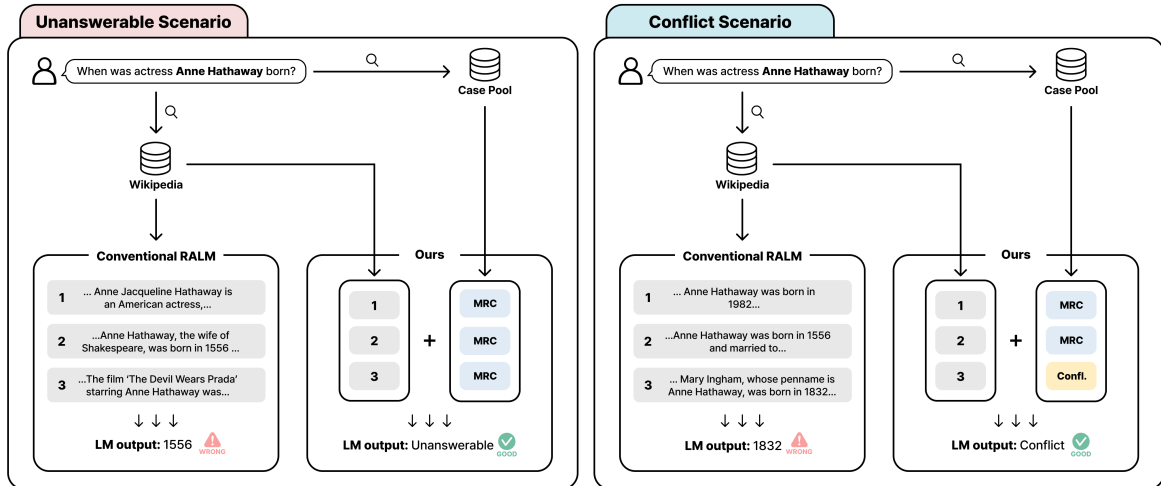 Unanswerable Scenario
When was actress Anne Hathaway born?
Case Pool
Wikipedia
Conventional RALM
1
... Anne Jacqueline Hathaway is
an American actress,...
2
...Anne Hathaway, the wife of
Shakespeare, was born in 1556 ...
3
...The film ‘The Devil Wears Prada’
starring Anne Hathaway was...
LM output: 1556
WRONG
Ours
1
2
3
+
MRC
MRC
MRC
LM output: Unanswerable
GOOD
Conflict Scenario
When was actress Anne Hathaway born?
Case Pool
Wikipedia
Conventional RALM
1
... Anne Hathaway was born in
1982...
2
...Anne Hathaway was born in 1556
and married to...
3
... Mary Ingham, whose penname is
Anne Hathaway, was born in 1832...
LM output: 1832
WRONG
Ours
1
2
3
+
MRC
MRC
Confl.
LM output: Conflict
GOOD